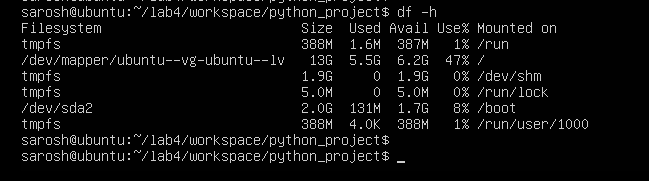 sarosh@ubuntu:~/lab4/workspace/python_project$ df -h
Filesystem                         Size  Used Avail Use% Mounted on
tmpfs                              388M  1.6M  387M   1% /run
/dev/mapper/ubuntu--vg-ubuntu--lv   13G  5.5G  6.2G  47% /
tmpfs                              1.9G     0  1.9G   0% /dev/shm
tmpfs                              5.0M     0  5.0M   0% /run/lock
/dev/sda2                          2.0G  131M  1.7G   8% /boot
tmpfs                              388M  4.0K  388M   1% /run/user/1000
sarosh@ubuntu:~/lab4/workspace/python_project$
sarosh@ubuntu:~/lab4/workspace/python_project$ _